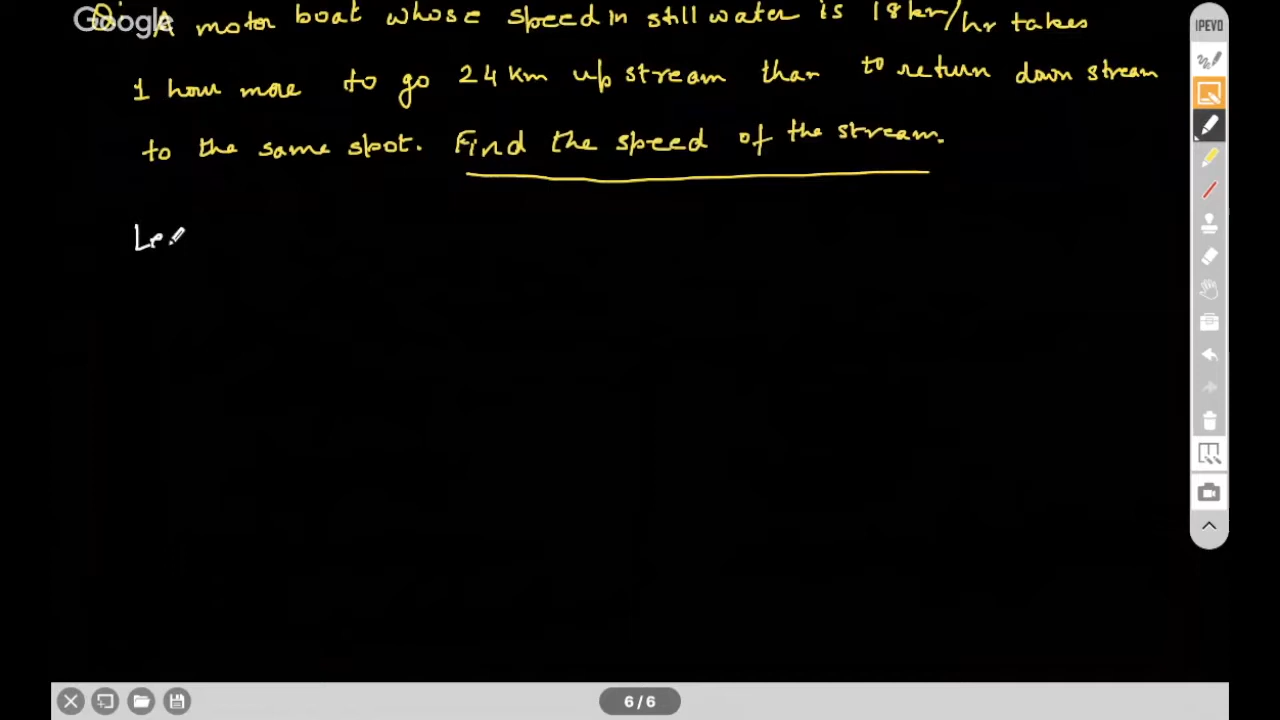 Google
A motor boat whose speed in still water is 18 km/hr takes
1 hour more to go 24 km up stream than to return down stream
to the same spot. Find the speed of the stream.
Le
IPEVO
6/6